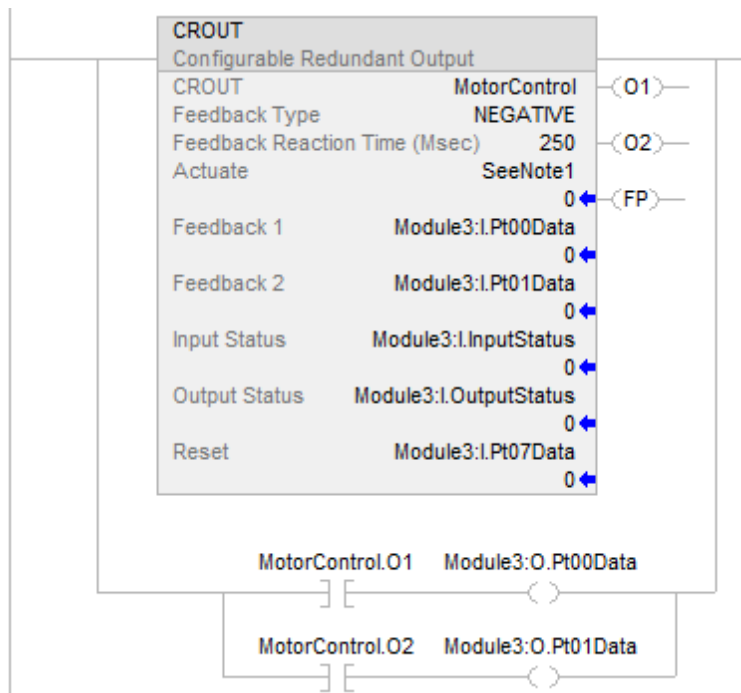 CROUT
Configurable Redundant Output
CROUT MotorControl O1
Feedback Type NEGATIVE
Feedback Reaction Time (Msec) 250 O2
Actuate SeeNote1
0 FP
Feedback 1 Module3:I.Pt00Data
0
Feedback 2 Module3:I.Pt01Data
0
Input Status Module3:I.InputStatus
0
Output Status Module3:I.OutputStatus
0
Reset Module3:I.Pt07Data
0
MotorControl.O1 Module3:O.Pt00Data
MotorControl.O2 Module3:O.Pt01Data